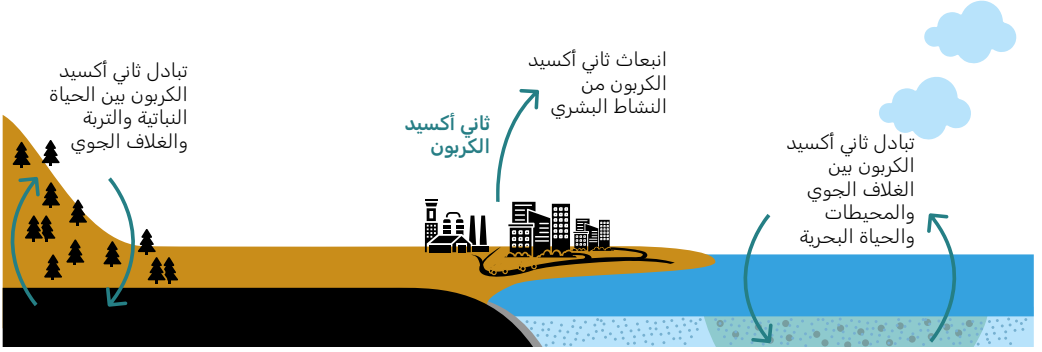 انبعاث ثاني أكسيد
الكربون من
النشاط البشري
تبادل ثاني أكسيد
الكربون بين الحياة
النباتية والتربة
والغلاف الجوي
ثاني أكسيد
الكربون
تبادل ثاني أكسيد
الكربون بين
الغلاف الجوي
والمحيطات
والحياة البحرية